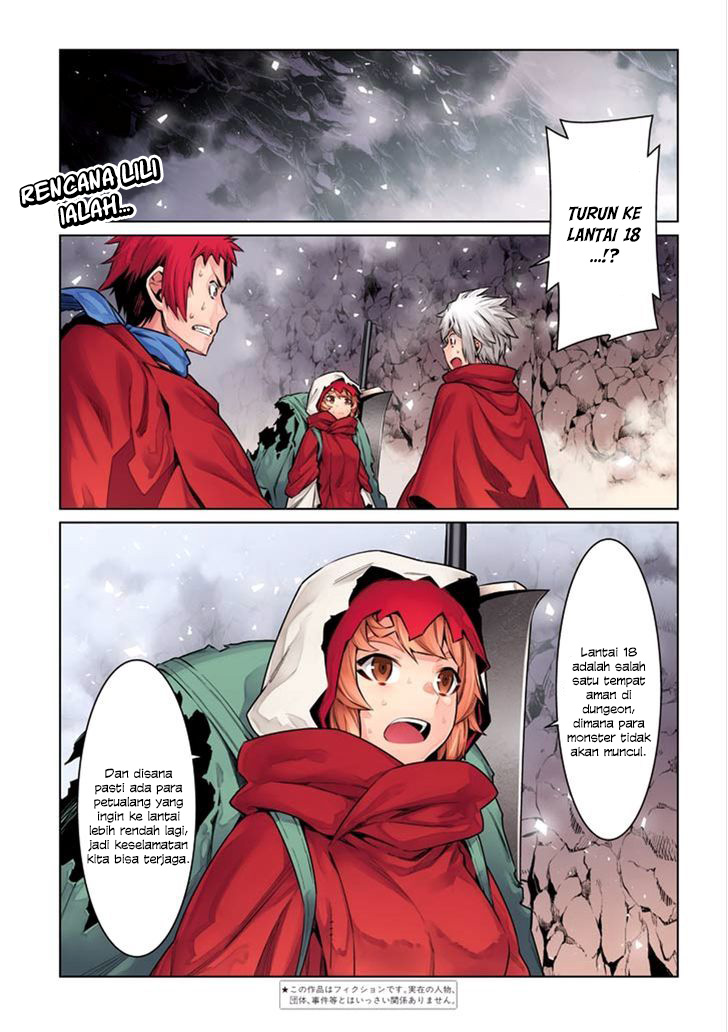 RENCANA LILI
IALAH...
TURUN KE
LANTAI 18
...!?
Lantai 18
adalah salah
satu tempat
aman di
dungeon,
dimana para
monster tidak
akan muncul.
Dan disana
pasti ada para
petualang yang
ingin ke lantai
lebih rendah lagi,
jadi keselamatan
kita bisa terjaga.
★この作品はフィクションです。実在の人物、
団体、事件等とはいっさい関係ありません。